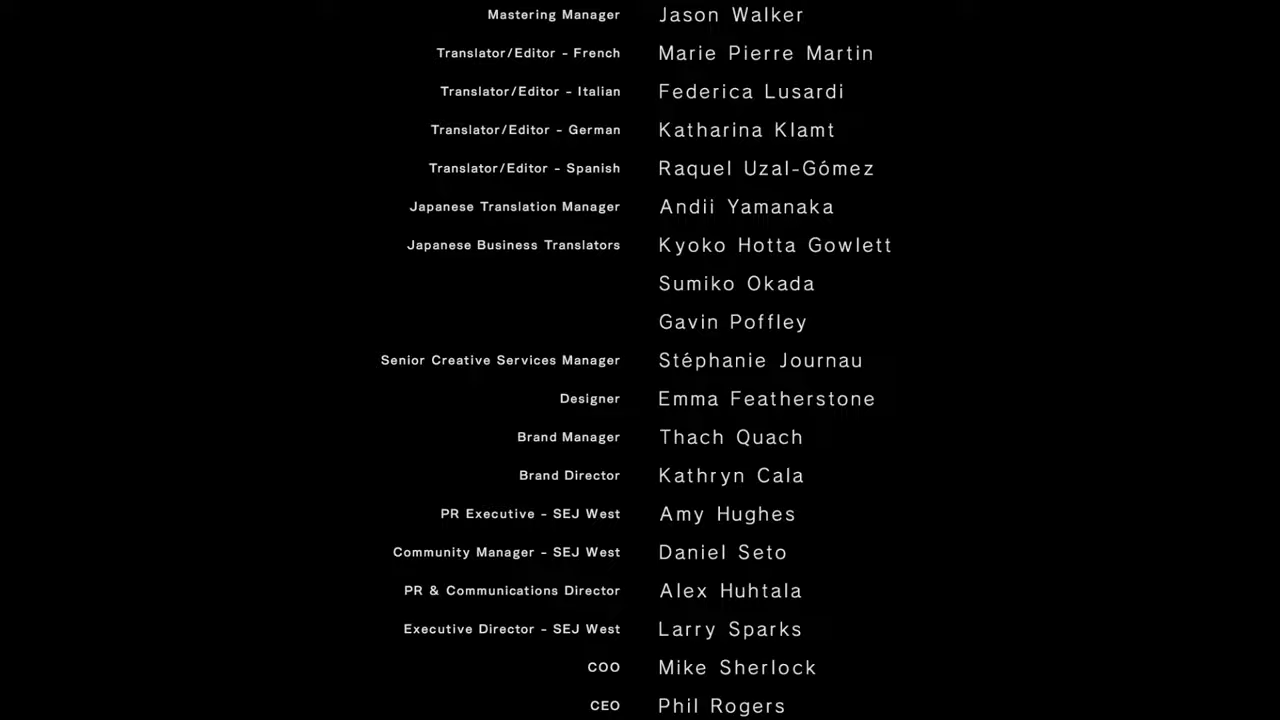 Mastering Manager Jason Walker
Translator/Editor - French Marie Pierre Martin
Translator/Editor - Italian Federica Lusardi
Translator/Editor - German Katharina Klamt
Translator/Editor - Spanish Raquel Uzal-Gómez
Japanese Translation Manager Andii Yamanaka
Japanese Business Translators Kyoko Hotta Gowlett
Sumiko Okada
Gavin Poffley
Senior Creative Services Manager Stéphanie Journau
Designer Emma Featherstone
Brand Manager Thach Quach
Brand Director Kathryn Cala
PR Executive - SEJ West Amy Hughes
Community Manager - SEJ West Daniel Seto
PR & Communications Director Alex Huhtala
Executive Director - SEJ West Larry Sparks
COO Mike Sherlock
CEO Phil Rogers